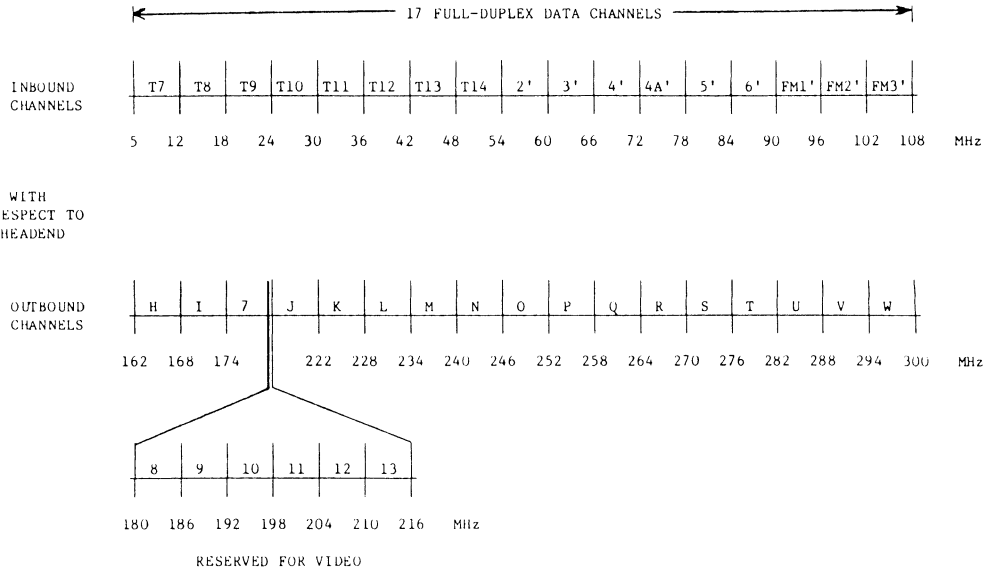 17 FULL-DUPLEX DATA CHANNELS
INBOUND
CHANNELS
T7 T8 T9 T10 T11 T12 T13 T14 2' 3' 4' 4A' 5' 6' FM1' FM2' FM3'
5 12 18 24 30 36 42 48 54 60 66 72 78 84 90 96 102 108 MHz
WITH
ESPECT TO
HEADEND
OUTBOUND
CHANNELS
H I 7 J K L M N O P Q R S T U V W
162 168 174 222 228 234 240 246 252 258 264 270 276 282 288 294 300 MHz
8 9 10 11 12 13
180 186 192 198 204 210 216 MHz
RESERVED FOR VIDEO